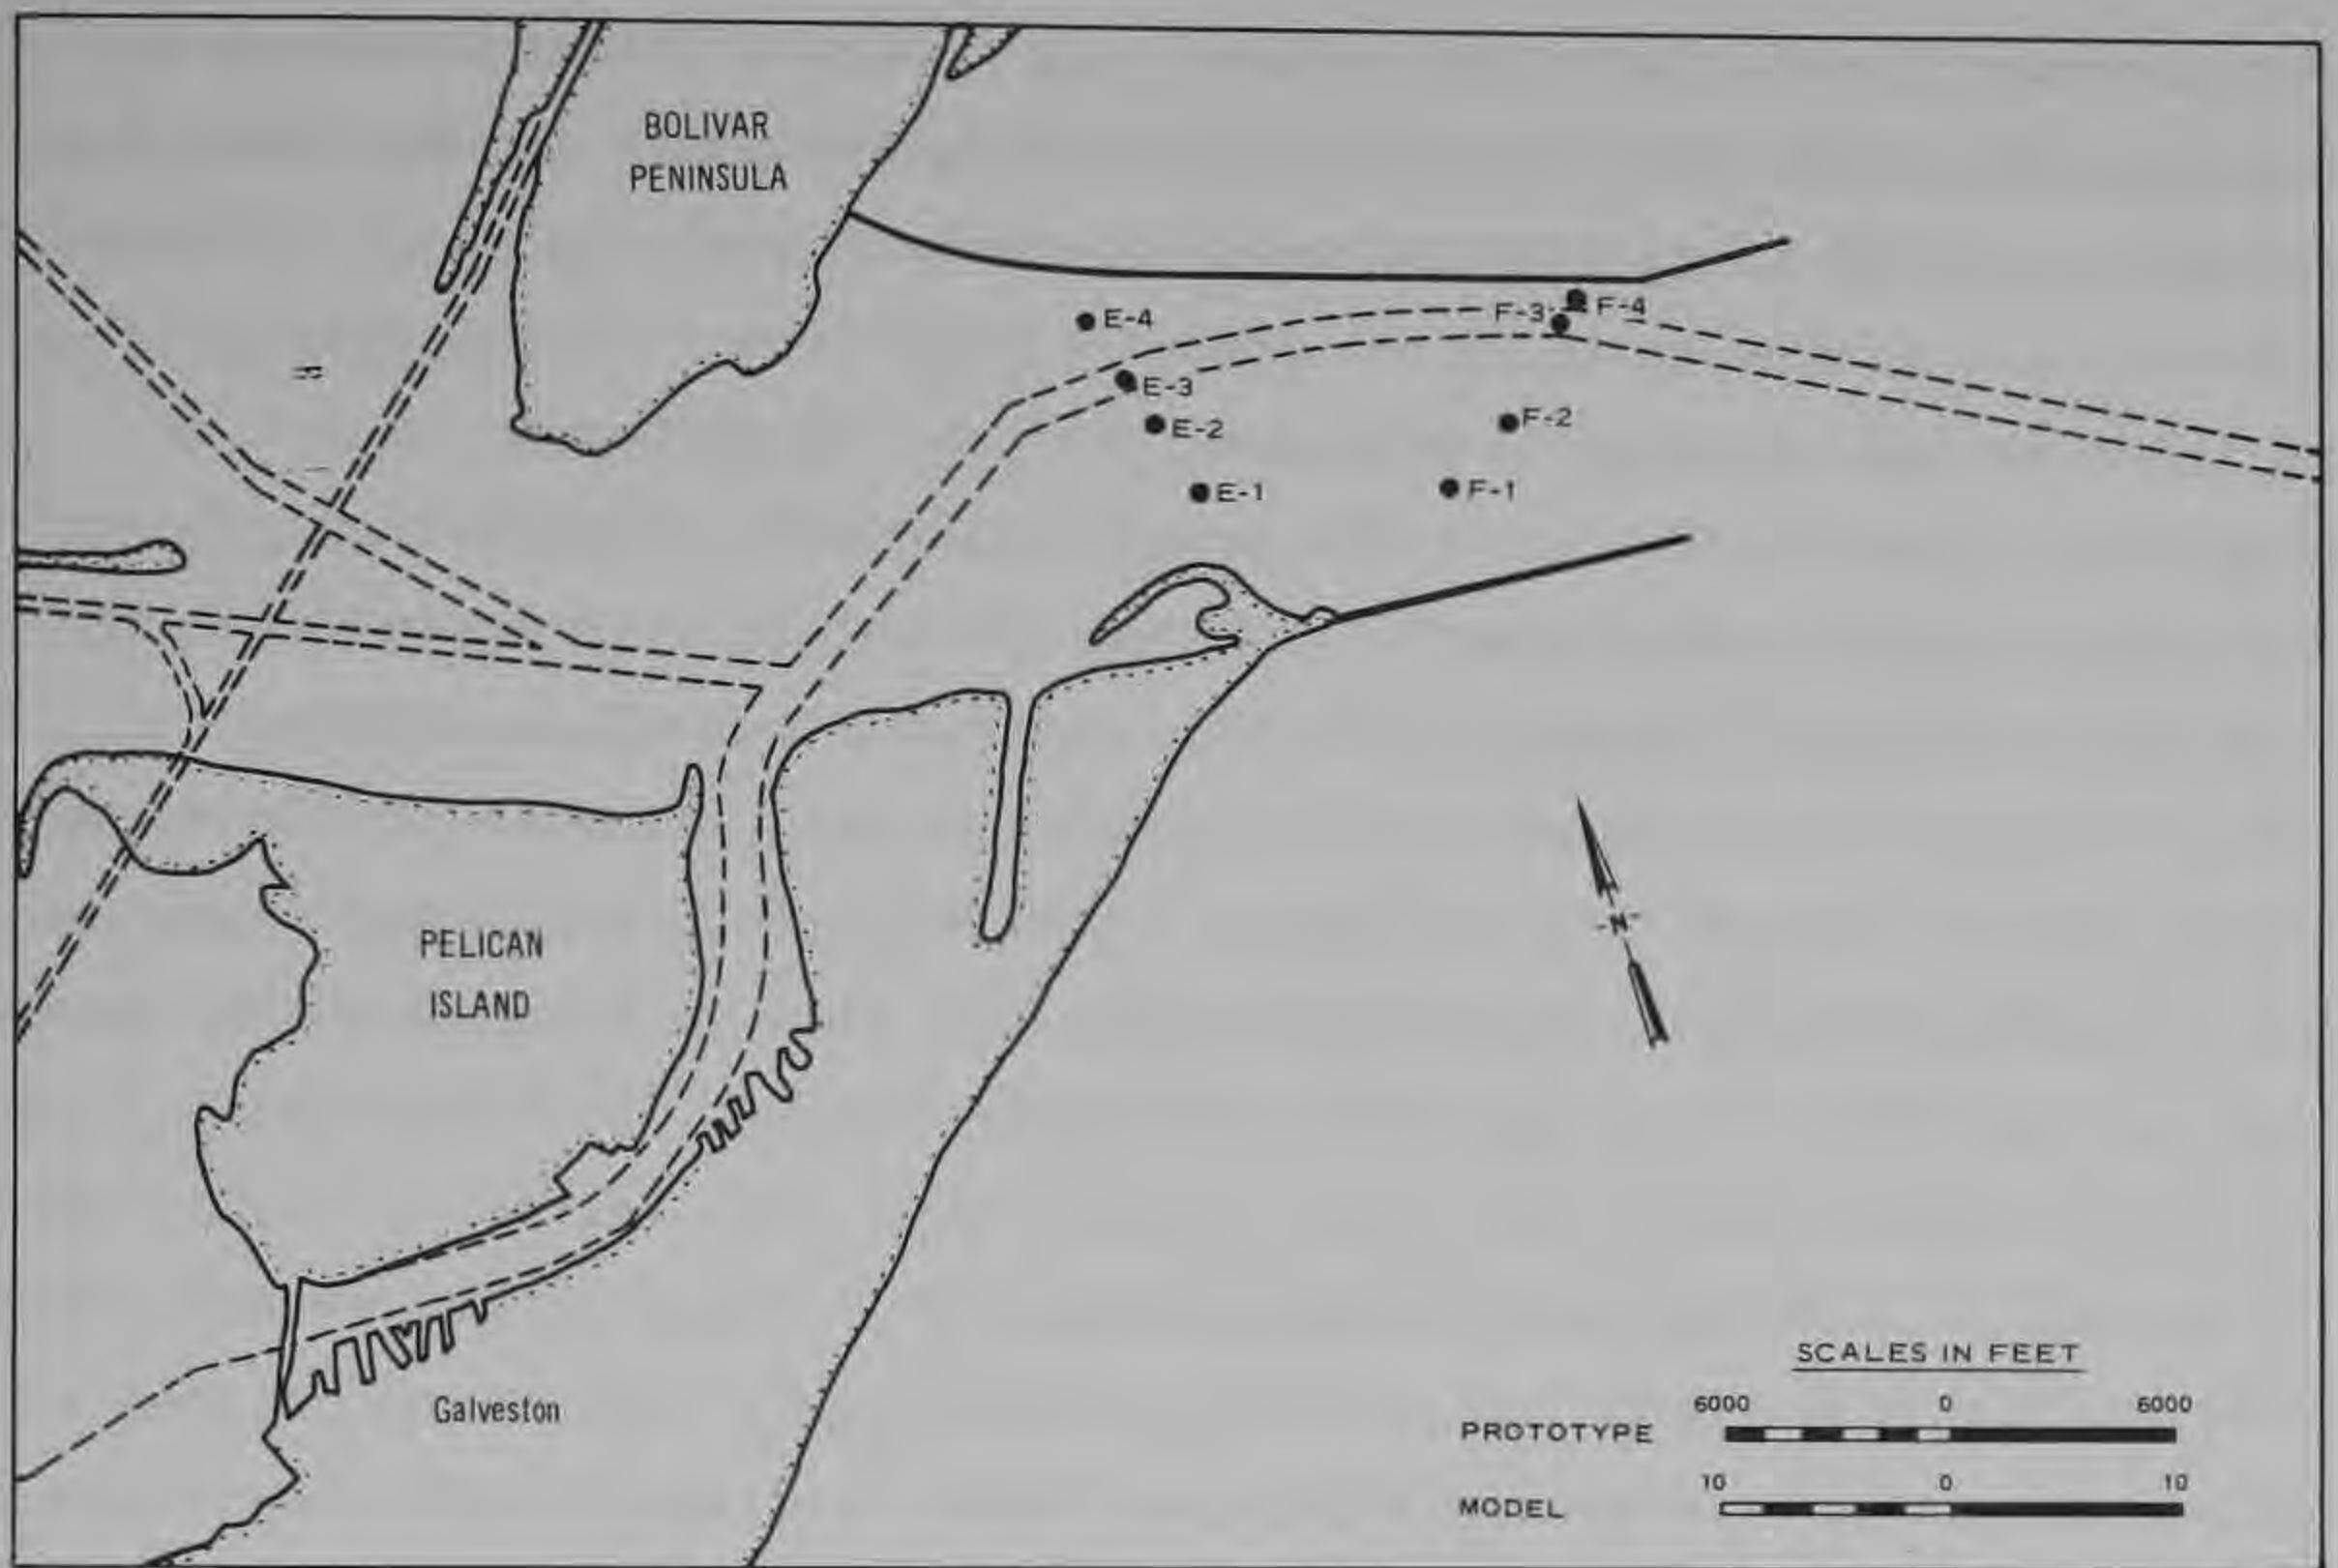 BOLIVAR
PENINSULA
E-4
F-3
F-4
E-3
E-2
F-2
E-1
F-1
N
PELICAN
ISLAND
Galveston
SCALES IN FEET
6000 0 6000
PROTOTYPE
10 0 10
MODEL